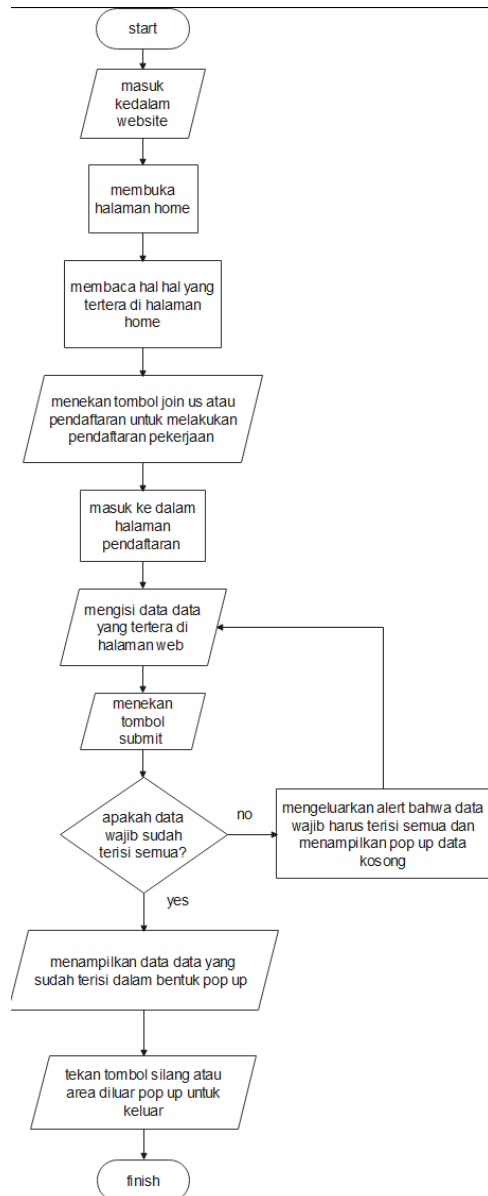 start
masuk
kedalam
website
membuka
halaman home
membaca hal hal yang
tertera di halaman
home
menekan tombol join us atau
pendaftaran untuk melakukan
pendaftaran pekerjaan
masuk ke dalam
halaman
pendaftaran
mengisi data data
yang tertera di
halaman web
menekan
tombol
submit
apakah data
wajib sudah
terisi semua?
no
mengeluarkan alert bahwa data
wajib harus terisi semua dan
menampilkan pop up data
kosong
yes
menampilkan data data yang
sudah terisi dalam bentuk pop up
tekan tombol silang atau
area diluar pop up untuk
keluar
finish